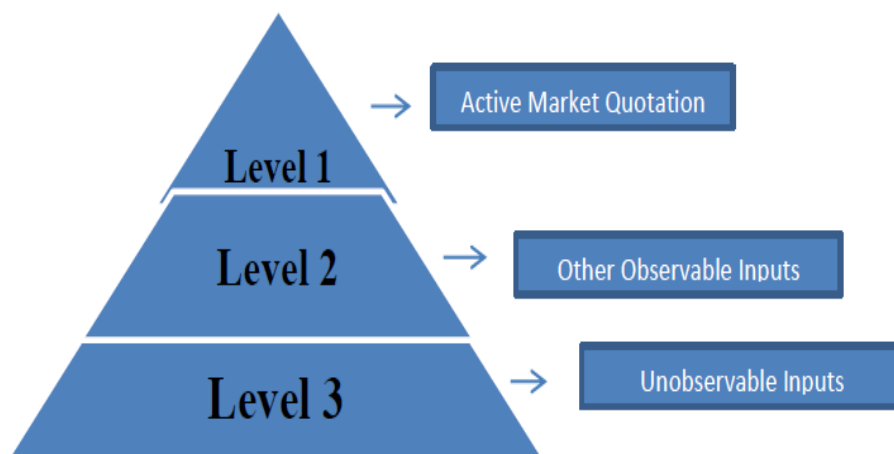 Active Market Quotation
Level 1
Level 2
Other Observable Inputs
Level 3
Unobservable Inputs